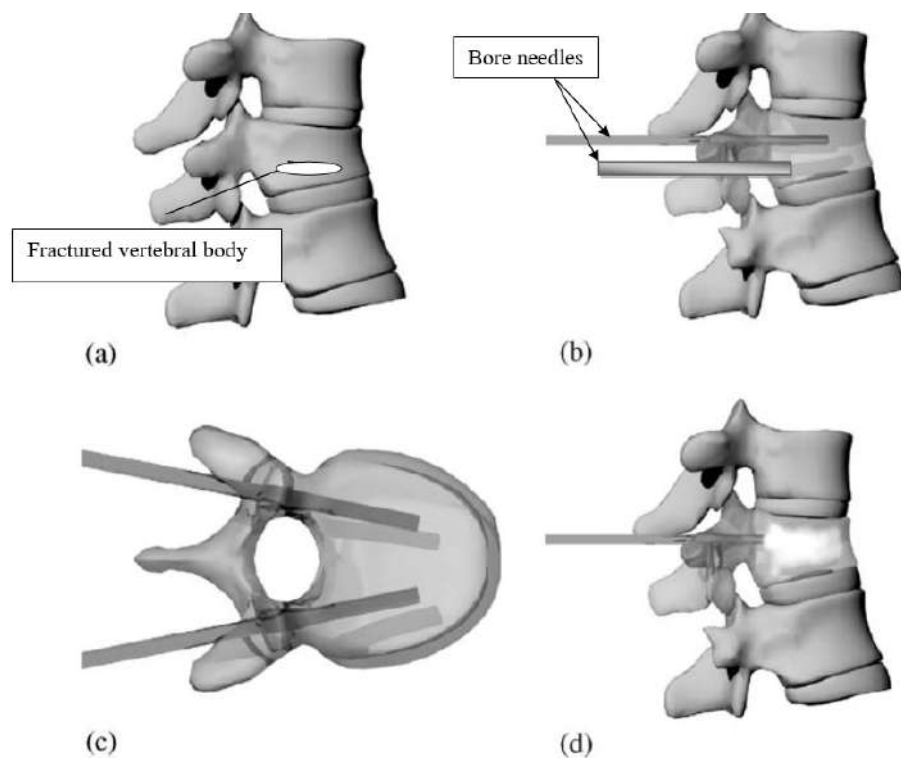 Bore needles
Fractured vertebral body
(a)
(b)
(c)
(d)